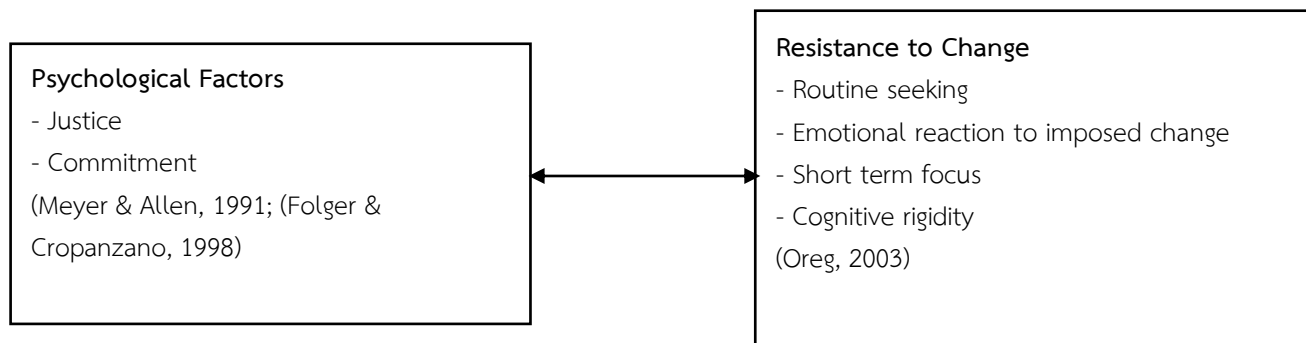 Psychological Factors
- Justice
- Commitment
(Meyer & Allen, 1991; (Folger &
Cropanzano, 1998)
Resistance to Change
- Routine seeking
- Emotional reaction to imposed change
- Short term focus
- Cognitive rigidity
(Oreg, 2003)